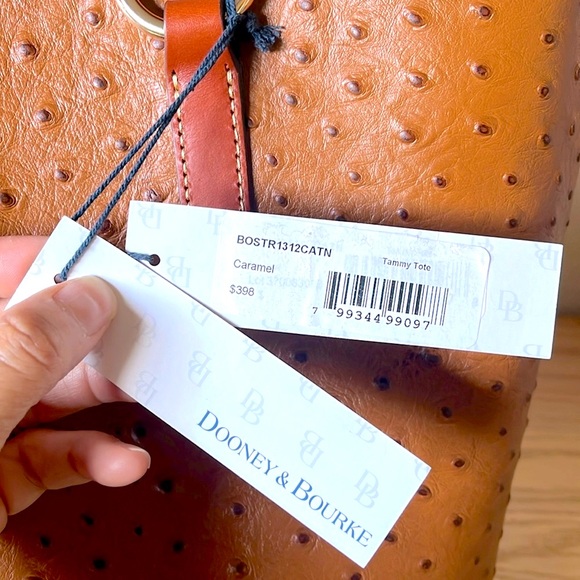 BOSTR1312CATN
Tammy Tote
Caramel
$398
7 99344 99097
DOONEY & BOURKE